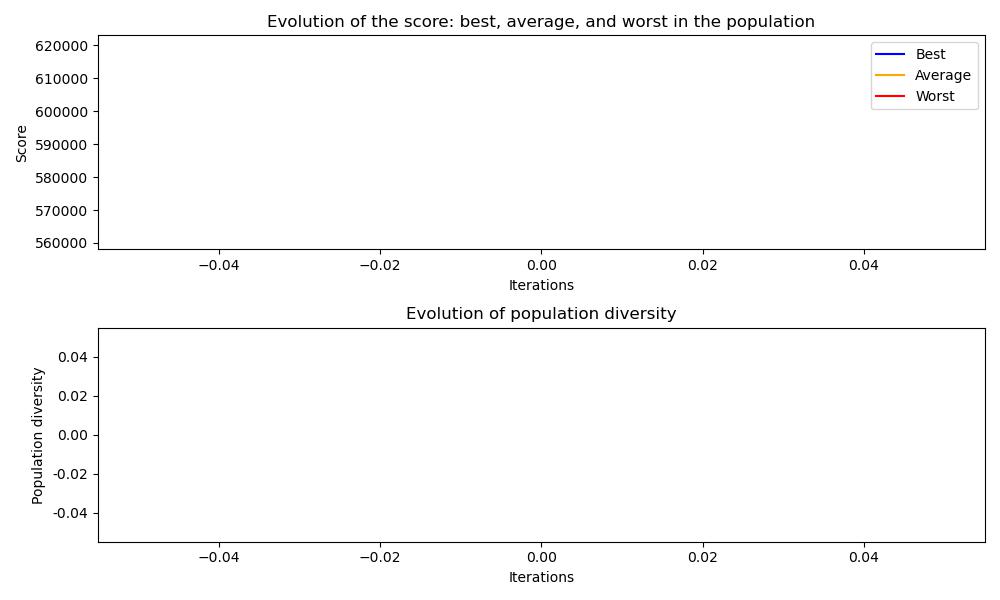 Evolution of the score: best, average, and worst in the population
620000
610000
600000
590000
580000
570000
560000
Score
Best
Average
Worst
−0.04 −0.02 0.00 0.02 0.04
Iterations
Evolution of population diversity
0.04
0.02
0.00
-0.02
-0.04
Population diversity
−0.04 −0.02 0.00 0.02 0.04
Iterations